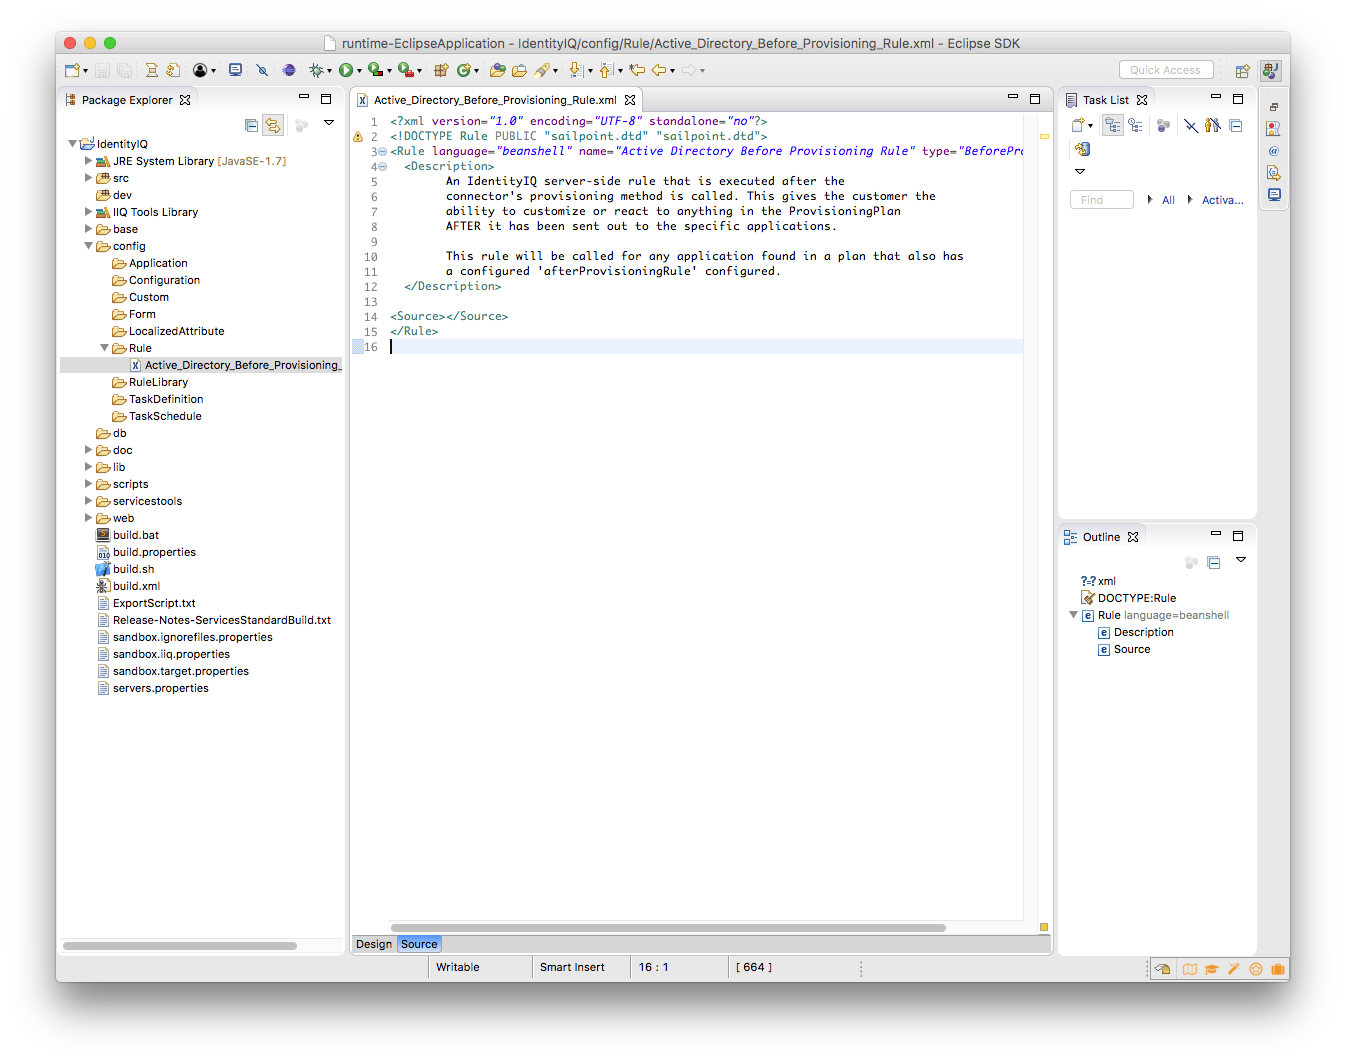 runtime-EclipseApplication - IdentityIQ/config/Rule/Active_Directory_Before_Provisioning_Rule.xml - Eclipse SDK
Quick Access
Package Explorer
IdentityIQ
JRE System Library [JavaSE-1.7]
src
dev
IIQ Tools Library
base
config
Application
Configuration
Custom
Form
LocalizedAttribute
Rule
Active_Directory_Before_Provisioning_
RuleLibrary
TaskDefinition
TaskSchedule
db
doc
lib
scripts
servicestools
web
build.bat
build.properties
build.sh
build.xml
ExportScript.txt
Release-Notes-ServicesStandardBuild.txt
sandbox.ignorefiles.properties
sandbox.iiq.properties
sandbox.target.properties
servers.properties
Active_Directory_Before_Provisioning_Rule.xml
1 <?xml version="1.0" encoding="UTF-8" standalone="no"?>
2 <!DOCTYPE Rule PUBLIC "sailpoint.dtd" "sailpoint.dtd">
3 <Rule language="beanshell" name="Active Directory Before Provisioning Rule" type="BeforePro
4 <Description>
5 An IdentityIQ server-side rule that is executed after the
6 connector's provisioning method is called. This gives the customer the
7 ability to customize or react to anything in the ProvisioningPlan
8 AFTER it has been sent out to the specific applications.
9
10 This rule will be called for any application found in a plan that also has
11 a configured 'afterProvisioningRule' configured.
12 </Description>
13
14 <Source></Source>
15 </Rule>
16
Design Source
Task List
Find All Activa...
Outline
?=? xml
DOCTYPE:Rule
Rule language=beanshell
Description
Source
Writable Smart Insert 16 : 1 [ 664 ]